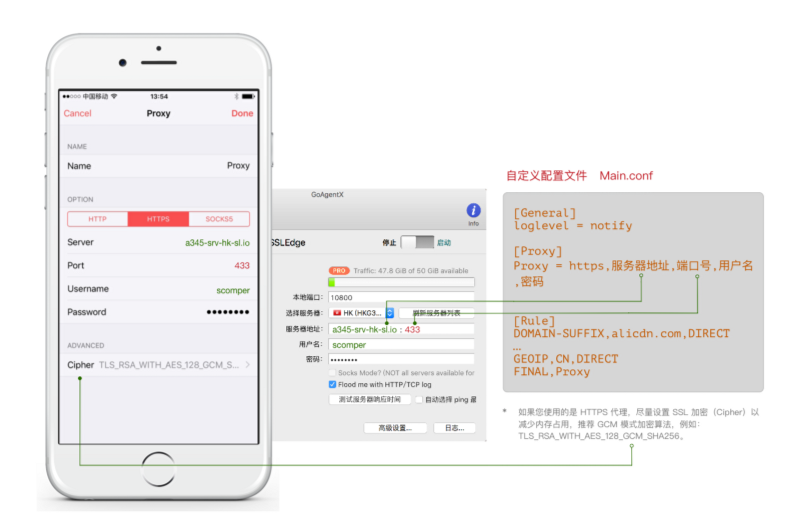 中国移动
13:54
Cancel
Proxy
Done
NAME
Name
Proxy
OPTION
HTTP
HTTPS
SOCKS5
Server
a345-srv-hk-sl.io
Port
433
Username
scomper
Password
●●●●●●●●
ADVANCED
Cipher TLS_RSA_WITH_AES_128_GCM_S...
GoAgentX
Info
SSLEdge
停止
启动
PRO Traffic: 47.8 GiB of 50 GiB available
本地端口: 10800
选择服务器: HK (HKG3... 刷新服务器列表
服务器地址: a345-srv-hk-sl.io : 433
用户名: scomper
密码: ••••••••
Socks Mode? (NOT all servers available for
Flood me with HTTP/TCP log
测试服务器响应时间
自动选择 ping 最
高级设置...
日志...
自定义配置文件 Main.conf
[General]
loglevel = notify
[Proxy]
Proxy = https,服务器地址,端口号,用户名
,密码
[Rule]
DOMAIN-SUFFIX,alicdn.com,DIRECT
…
GEOIP,CN,DIRECT
FINAL,Proxy
* 如果您使用的是 HTTPS 代理，尽量设置 SSL 加密（Cipher）以
减少内存占用，推荐 GCM 模式加密算法，例如：
TLS_RSA_WITH_AES_128_GCM_SHA256。